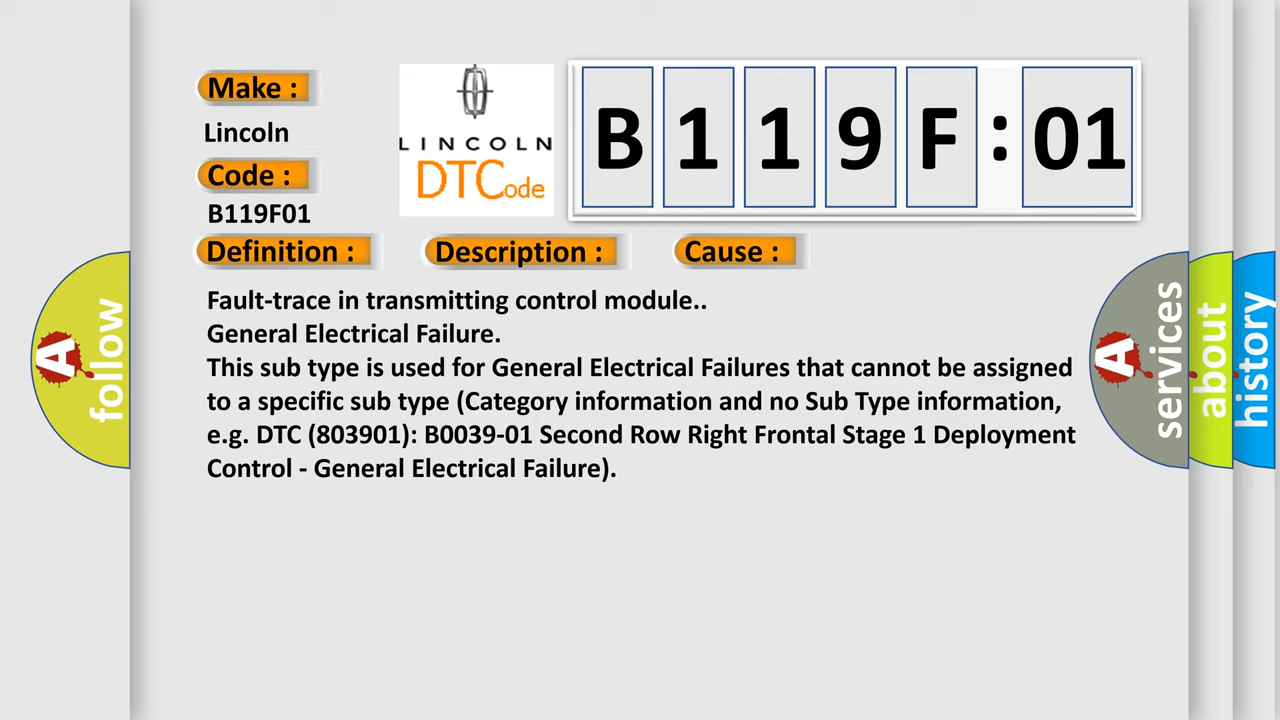 Make :
Lincoln
Code :
B119F01
LINCOLN
DTCode
B119F:01
Definition :
Description :
Cause :
Fault-trace in transmitting control module..
General Electrical Failure.
This sub type is used for General Electrical Failures that cannot be assigned
to a specific sub type (Category information and no Sub Type information,
e.g. DTC (803901): B0039-01 Second Row Right Frontal Stage 1 Deployment
Control - General Electrical Failure).
A follow
A services
about
history